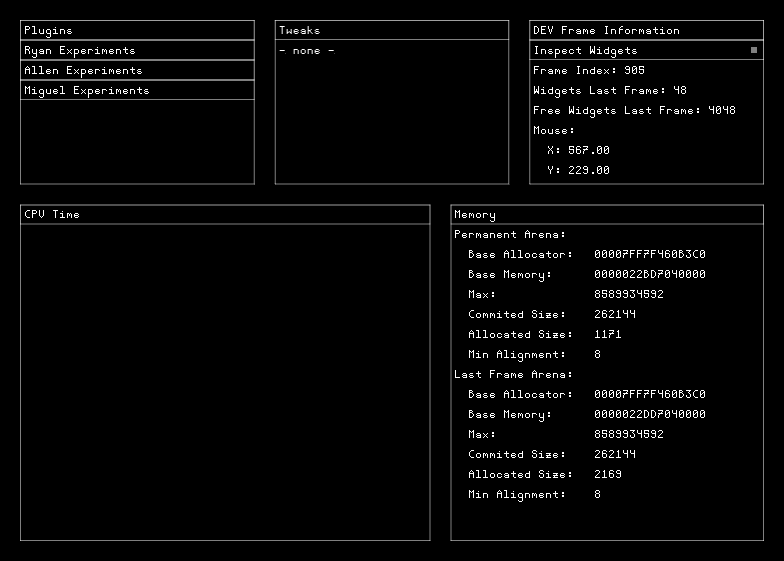 Plugins
Ryan Experiments
Allen Experiments
Miguel Experiments
Tweaks
- none -
DEV Frame Information
Inspect Widgets
Frame Index: 905
Widgets Last Frame: 48
Free Widgets Last Frame: 4048
Mouse:
X: 567.00
Y: 229.00
CPU Time
Memory
Permanent Arena:
Base Allocator: 00007FF7F460B3C0
Base Memory: 0000022BD7040000
Max: 8589934592
Commited Size: 262144
Allocated Size: 1171
Min Alignment: 8
Last Frame Arena:
Base Allocator: 00007FF7F460B3C0
Base Memory: 0000022DD7040000
Max: 8589934592
Commited Size: 262144
Allocated Size: 2169
Min Alignment: 8